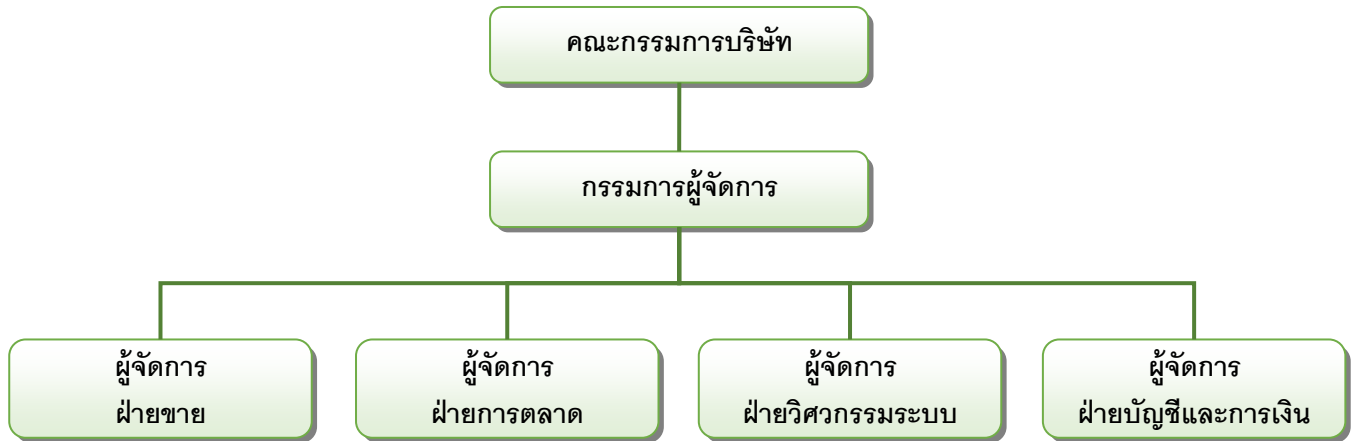 คณะกรรมการบริษัท
กรรมการผู้จัดการ
ผู้จัดการ
ฝ่ายขาย
ผู้จัดการ
ฝ่ายการตลาด
ผู้จัดการ
ฝ่ายวิศวกรรมระบบ
ผู้จัดการ
ฝ่ายบัญชีและการเงิน